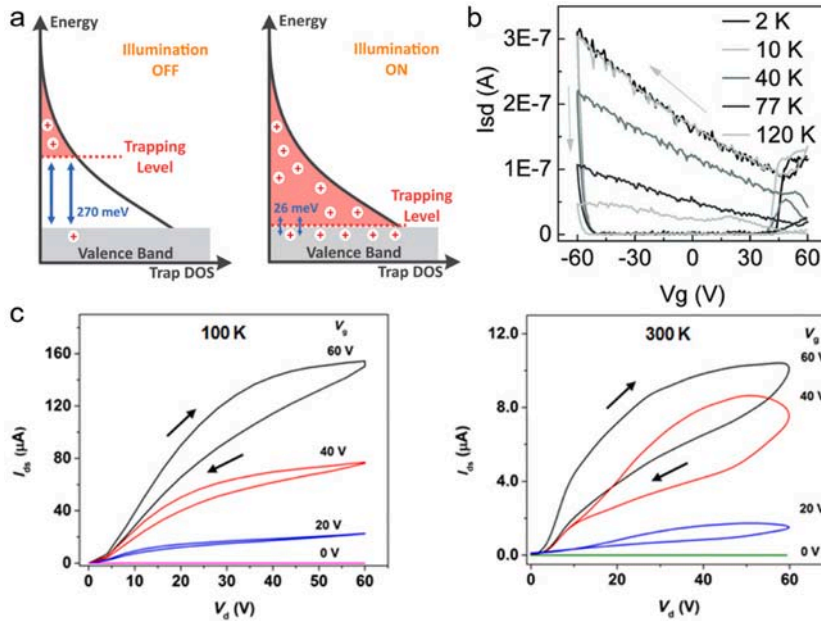 a
Energy
Illumination
OFF
Trapping
Level
270 meV
+
Valence Band
Trap DOS
Energy
Illumination
ON
Trapping
Level
26 meV
Valence Band
Trap DOS
b
Isd (A)
3E-7
2E-7
1E-7
0
-60 -30 0 30 60
Vg (V)
2 K
10 K
40 K
77 K
120 K
c
100 K
Vg
60 V
40 V
20 V
0 V
Ids (μA)
160
120
80
40
0
0 20 30 40 50 60
Vd (V)
300 K
Vg
60 V
40 V
20 V
0 V
Ids (μA)
12.0
8.0
4.0
0.0
0 20 40 60
Vd (V)